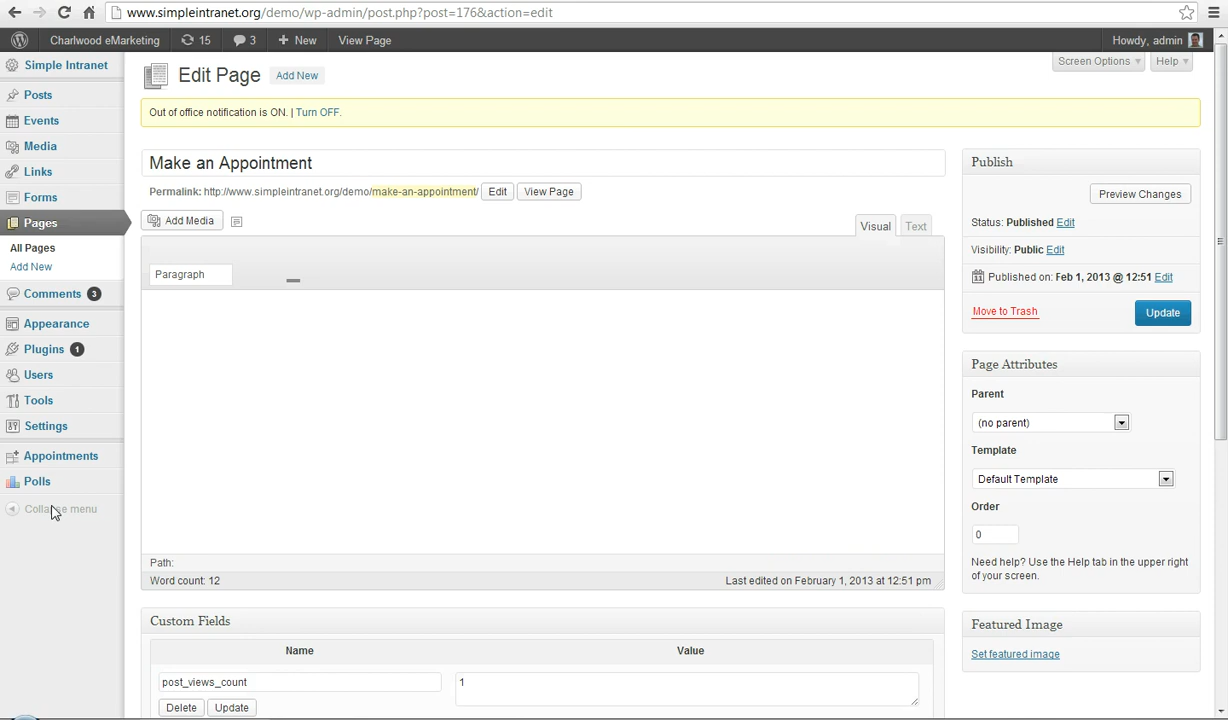 www.simpleintranet.org/demo/wp-admin/post.php?post=176&action=edit
Charlwood eMarketing 15 3 + New View Page Howdy, admin
Simple Intranet
Posts
Events
Media
Links
Forms
Pages
All Pages
Add New
Comments 3
Appearance
Plugins 1
Users
Tools
Settings
Appointments
Polls
Collapse menu
Screen Options Help
Edit Page Add New
Out of office notification is ON. | Turn OFF.
Make an Appointment
Permalink: http://www.simpleintranet.org/demo/make-an-appointment/ Edit View Page
Add Media
Visual Text
Paragraph
Path:
Word count: 12 Last edited on February 1, 2013 at 12:51 pm
Custom Fields
Name Value
post_views_count 1
Delete Update
Publish
Preview Changes
Status: Published Edit
Visibility: Public Edit
Published on: Feb 1, 2013 @ 12:51 Edit
Move to Trash Update
Page Attributes
Parent
(no parent)
Template
Default Template
Order
0
Need help? Use the Help tab in the upper right
of your screen.
Featured Image
Set featured image